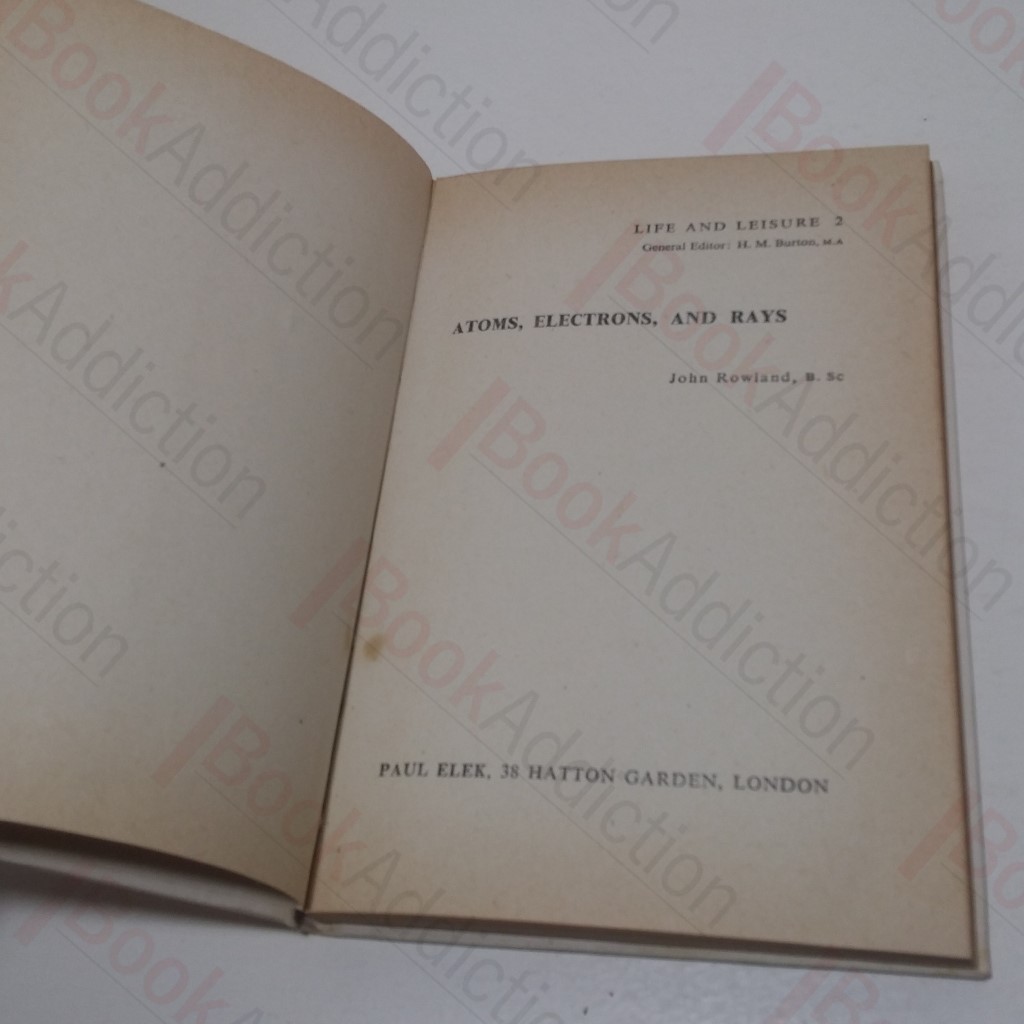 LIFE AND LEISURE 2
General Editor: H. M. Burton, M.A
ATOMS, ELECTRONS, AND RAYS
John Rowland, B. Sc
PAUL ELEK, 38 HATTON GARDEN, LONDON
BookAddiction